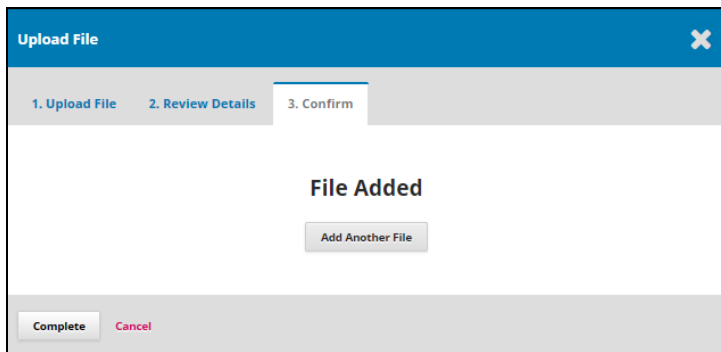 Upload File
1. Upload File 2. Review Details 3. Confirm
File Added
Add Another File
Complete Cancel